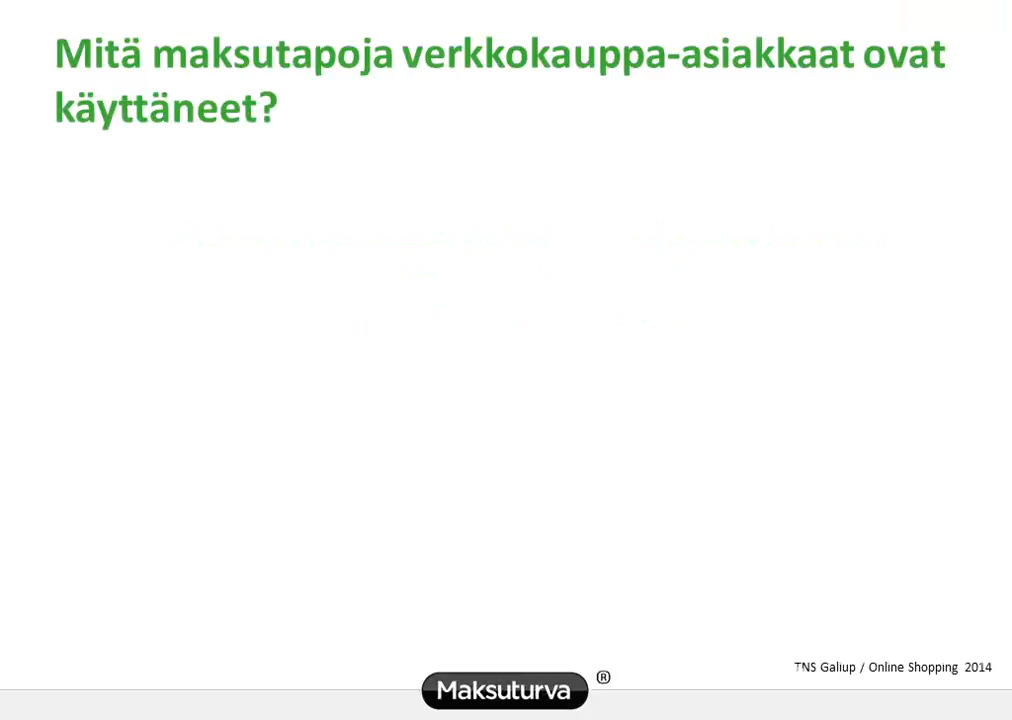 Mitä maksutapoja verkkokauppa-asiakkaat ovat
käyttäneet?
TNS Gallup / Online Shopping 2014
Maksuturva ®